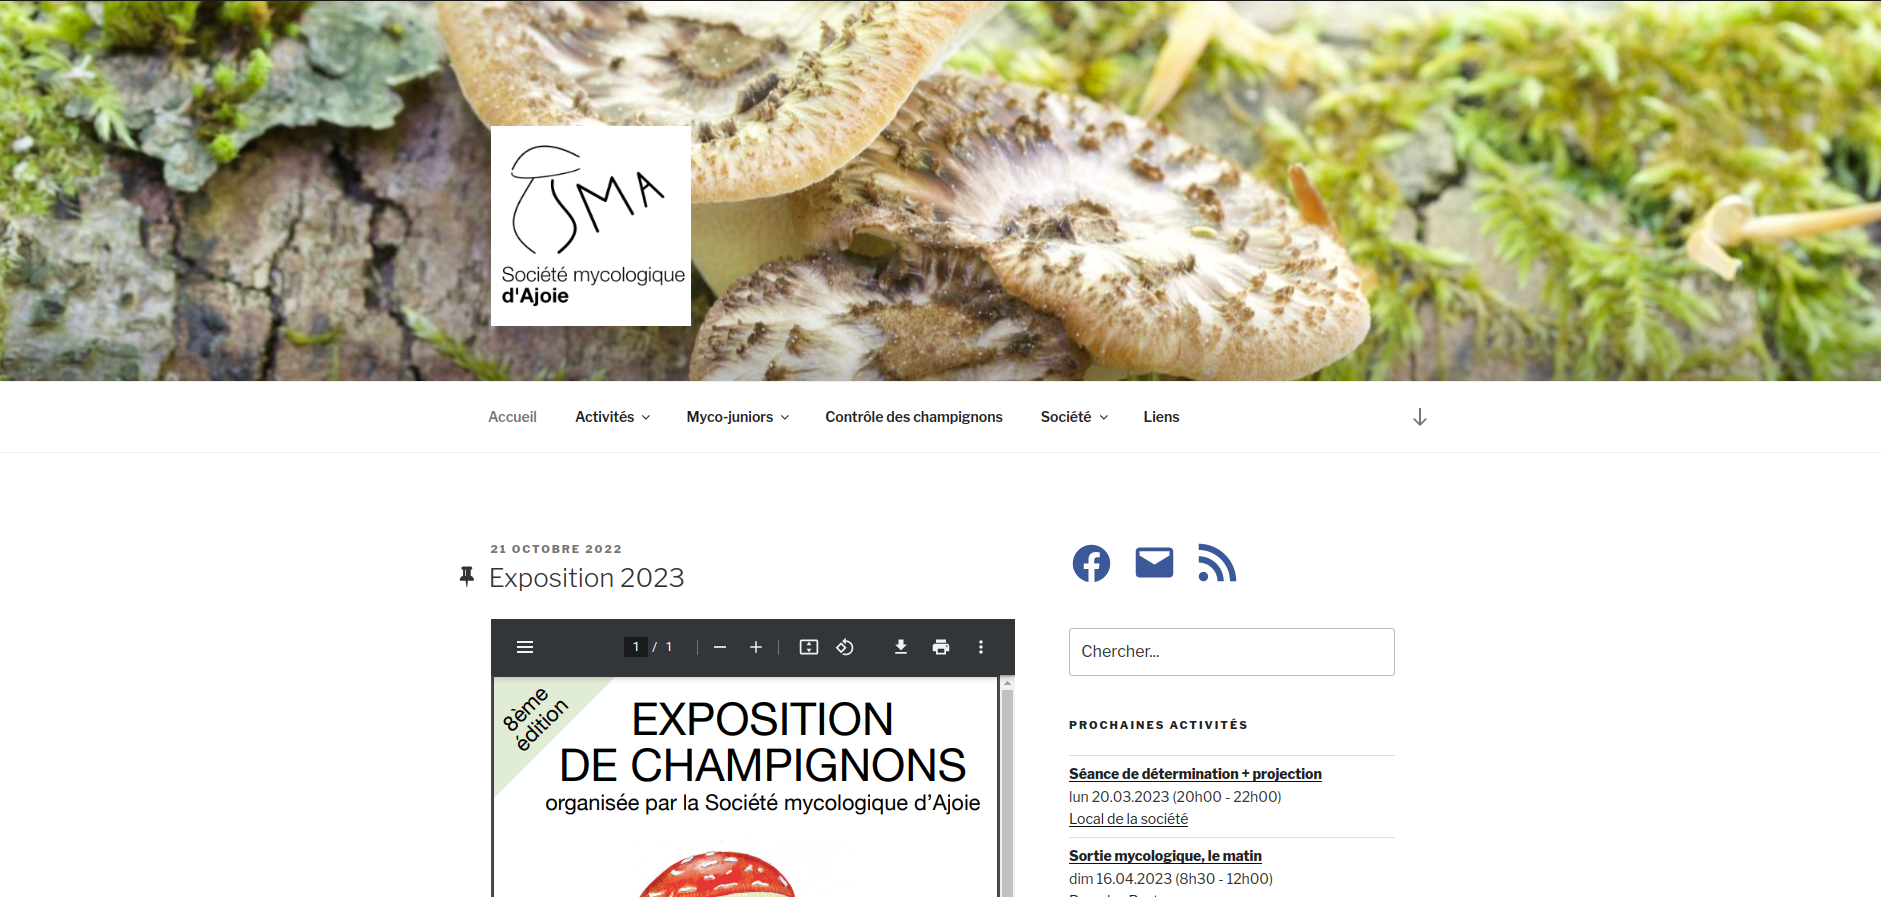 SMA
Société mycologique
d'Ajoie
Accueil
Activités
Myco-juniors
Contrôle des champignons
Société
Liens
21 OCTOBRE 2022
Exposition 2023
1 / 1
8ème
édition
EXPOSITION
DE CHAMPIGNONS
organisée par la Société mycologique d'Ajoie
Chercher...
PROCHAINES ACTIVITÉS
Séance de détermination + projection
lun 20.03.2023 (20h00 - 22h00)
Local de la société
Sortie mycologique, le matin
dim 16.04.2023 (8h30 - 12h00)